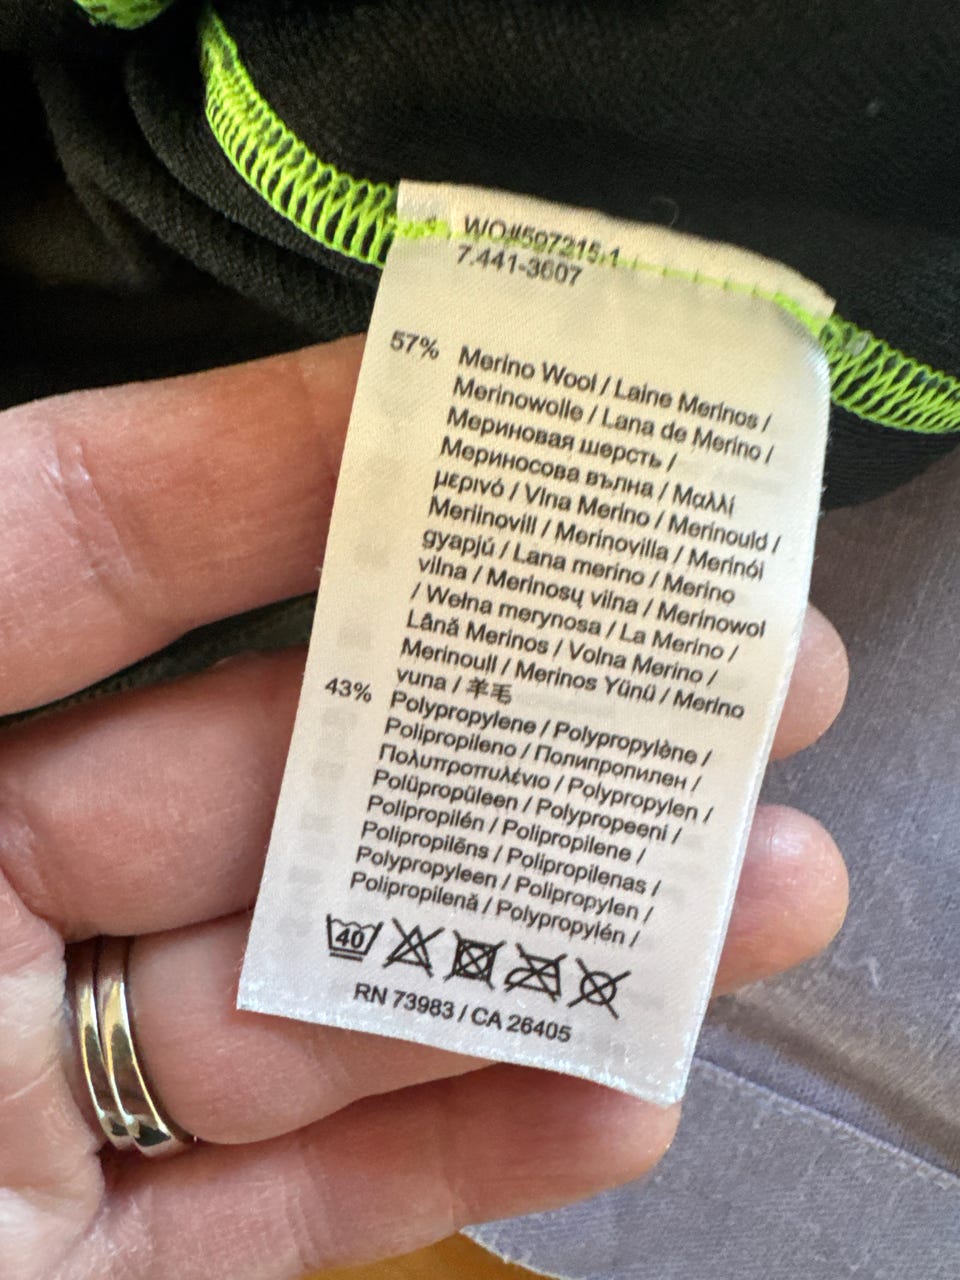 WO#597215.1
7.441-3607
57% Merino Wool / Laine Merinos /
Merinowolle / Lana de Merino /
Мериновая шерсть /
Мериносова вълна / Μαλλί
μερινό / Vlna Merino / Merinould /
Meriinovill / Merinovilla / Merinói
gyapjú / Lana merino / Merino
vilna / Merinosų vilna / Merinowol
/ Wełna merynosa / La Merino /
Lână Merinos / Volna Merino /
Merinoull / Merinos Yünü / Merino
vuna / 羊毛
43% Polypropylene / Polypropylène /
Polipropileno / Полипропилен /
Πολυπροπυλένιο / Polypropylen /
Polüpropüleen / Polypropeeni /
Polipropilén / Polipropilene /
Polipropilēns / Polipropilenas /
Polypropyleen / Polipropylen /
Polipropilenă / Polypropylén /
40
RN 73983 / CA 26405